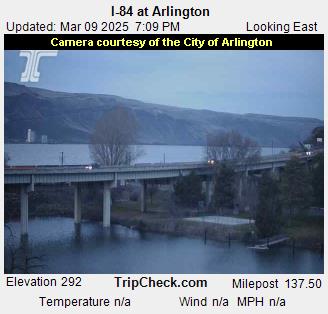 I-84 at Arlington
Updated: Mar 09 2025 7:09 PM Looking East
Camera courtesy of the City of Arlington
Elevation 292 TripCheck.com Milepost 137.50
Temperature n/a Wind n/a MPH n/a